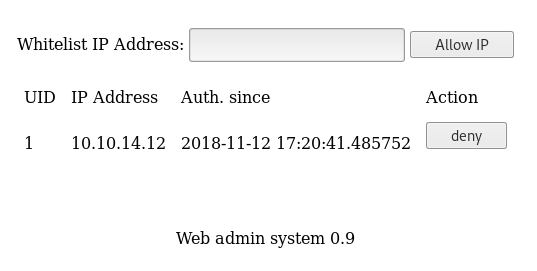 Whitelist IP Address: Allow IP
UID IP Address Auth. since Action
1 10.10.14.12 2018-11-12 17:20:41.485752 deny
Web admin system 0.9